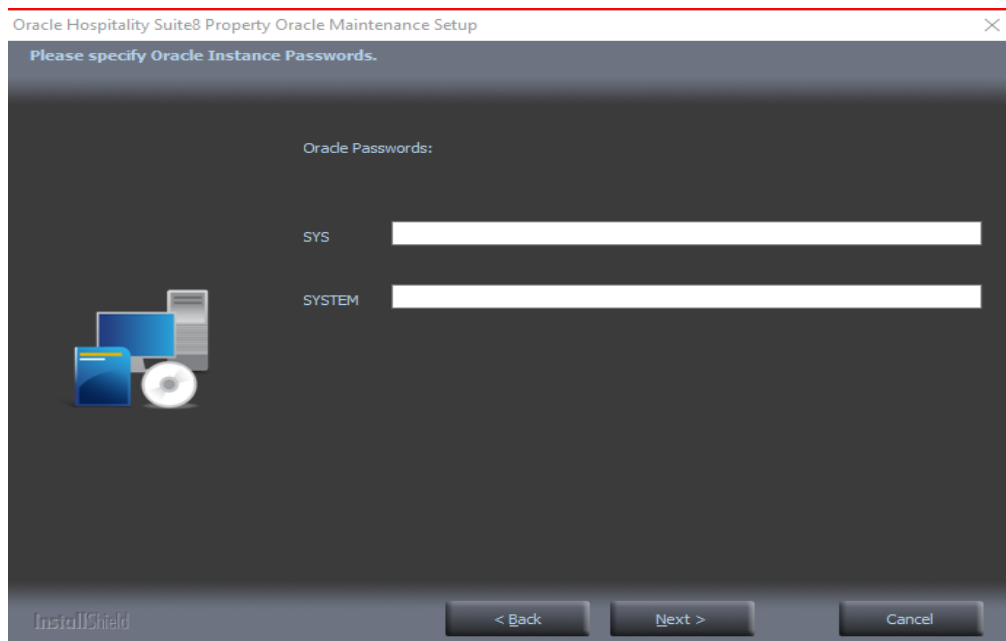 Oracle Hospitality Suite8 Property Oracle Maintenance Setup
Please specify Oracle Instance Passwords.
Oracle Passwords:
SYS
SYSTEM
InstallShield
< Back
Next >
Cancel